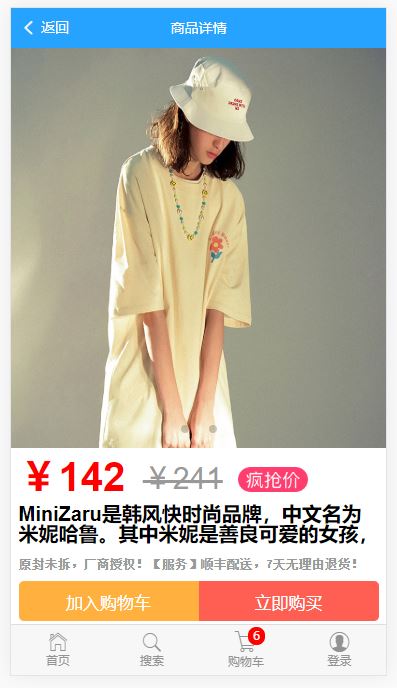 返回
商品详情
￥142 ￥241 疯抢价
MiniZaru是韩风快时尚品牌，中文名为
米妮哈鲁。其中米妮是善良可爱的女孩，
原封未拆，厂商授权！【服务】顺丰配送，7天无理由退货！
加入购物车
立即购买
6
首页
搜索
购物车
登录